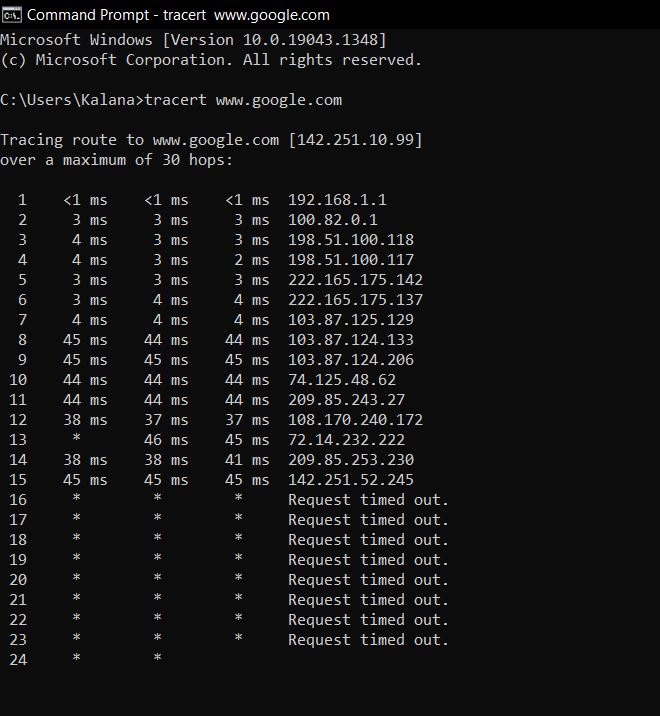 Command Prompt - tracert www.google.com
Microsoft Windows [Version 10.0.19043.1348]
(c) Microsoft Corporation. All rights reserved.
C:\Users\Kalana>tracert www.google.com
Tracing route to www.google.com [142.251.10.99]
over a maximum of 30 hops:
1 <1 ms <1 ms <1 ms 192.168.1.1
2 3 ms 3 ms 3 ms 100.82.0.1
3 4 ms 3 ms 3 ms 198.51.100.118
4 4 ms 3 ms 2 ms 198.51.100.117
5 3 ms 3 ms 3 ms 222.165.175.142
6 3 ms 4 ms 4 ms 222.165.175.137
7 4 ms 4 ms 4 ms 103.87.125.129
8 45 ms 44 ms 44 ms 103.87.124.133
9 45 ms 45 ms 45 ms 103.87.124.206
10 44 ms 44 ms 44 ms 74.125.48.62
11 44 ms 44 ms 44 ms 209.85.243.27
12 38 ms 37 ms 37 ms 108.170.240.172
13 * 46 ms 45 ms 72.14.232.222
14 38 ms 38 ms 41 ms 209.85.253.230
15 45 ms 45 ms 45 ms 142.251.52.245
16 * * * Request timed out.
17 * * * Request timed out.
18 * * * Request timed out.
19 * * * Request timed out.
20 * * * Request timed out.
21 * * * Request timed out.
22 * * * Request timed out.
23 * * * Request timed out.
24 * *